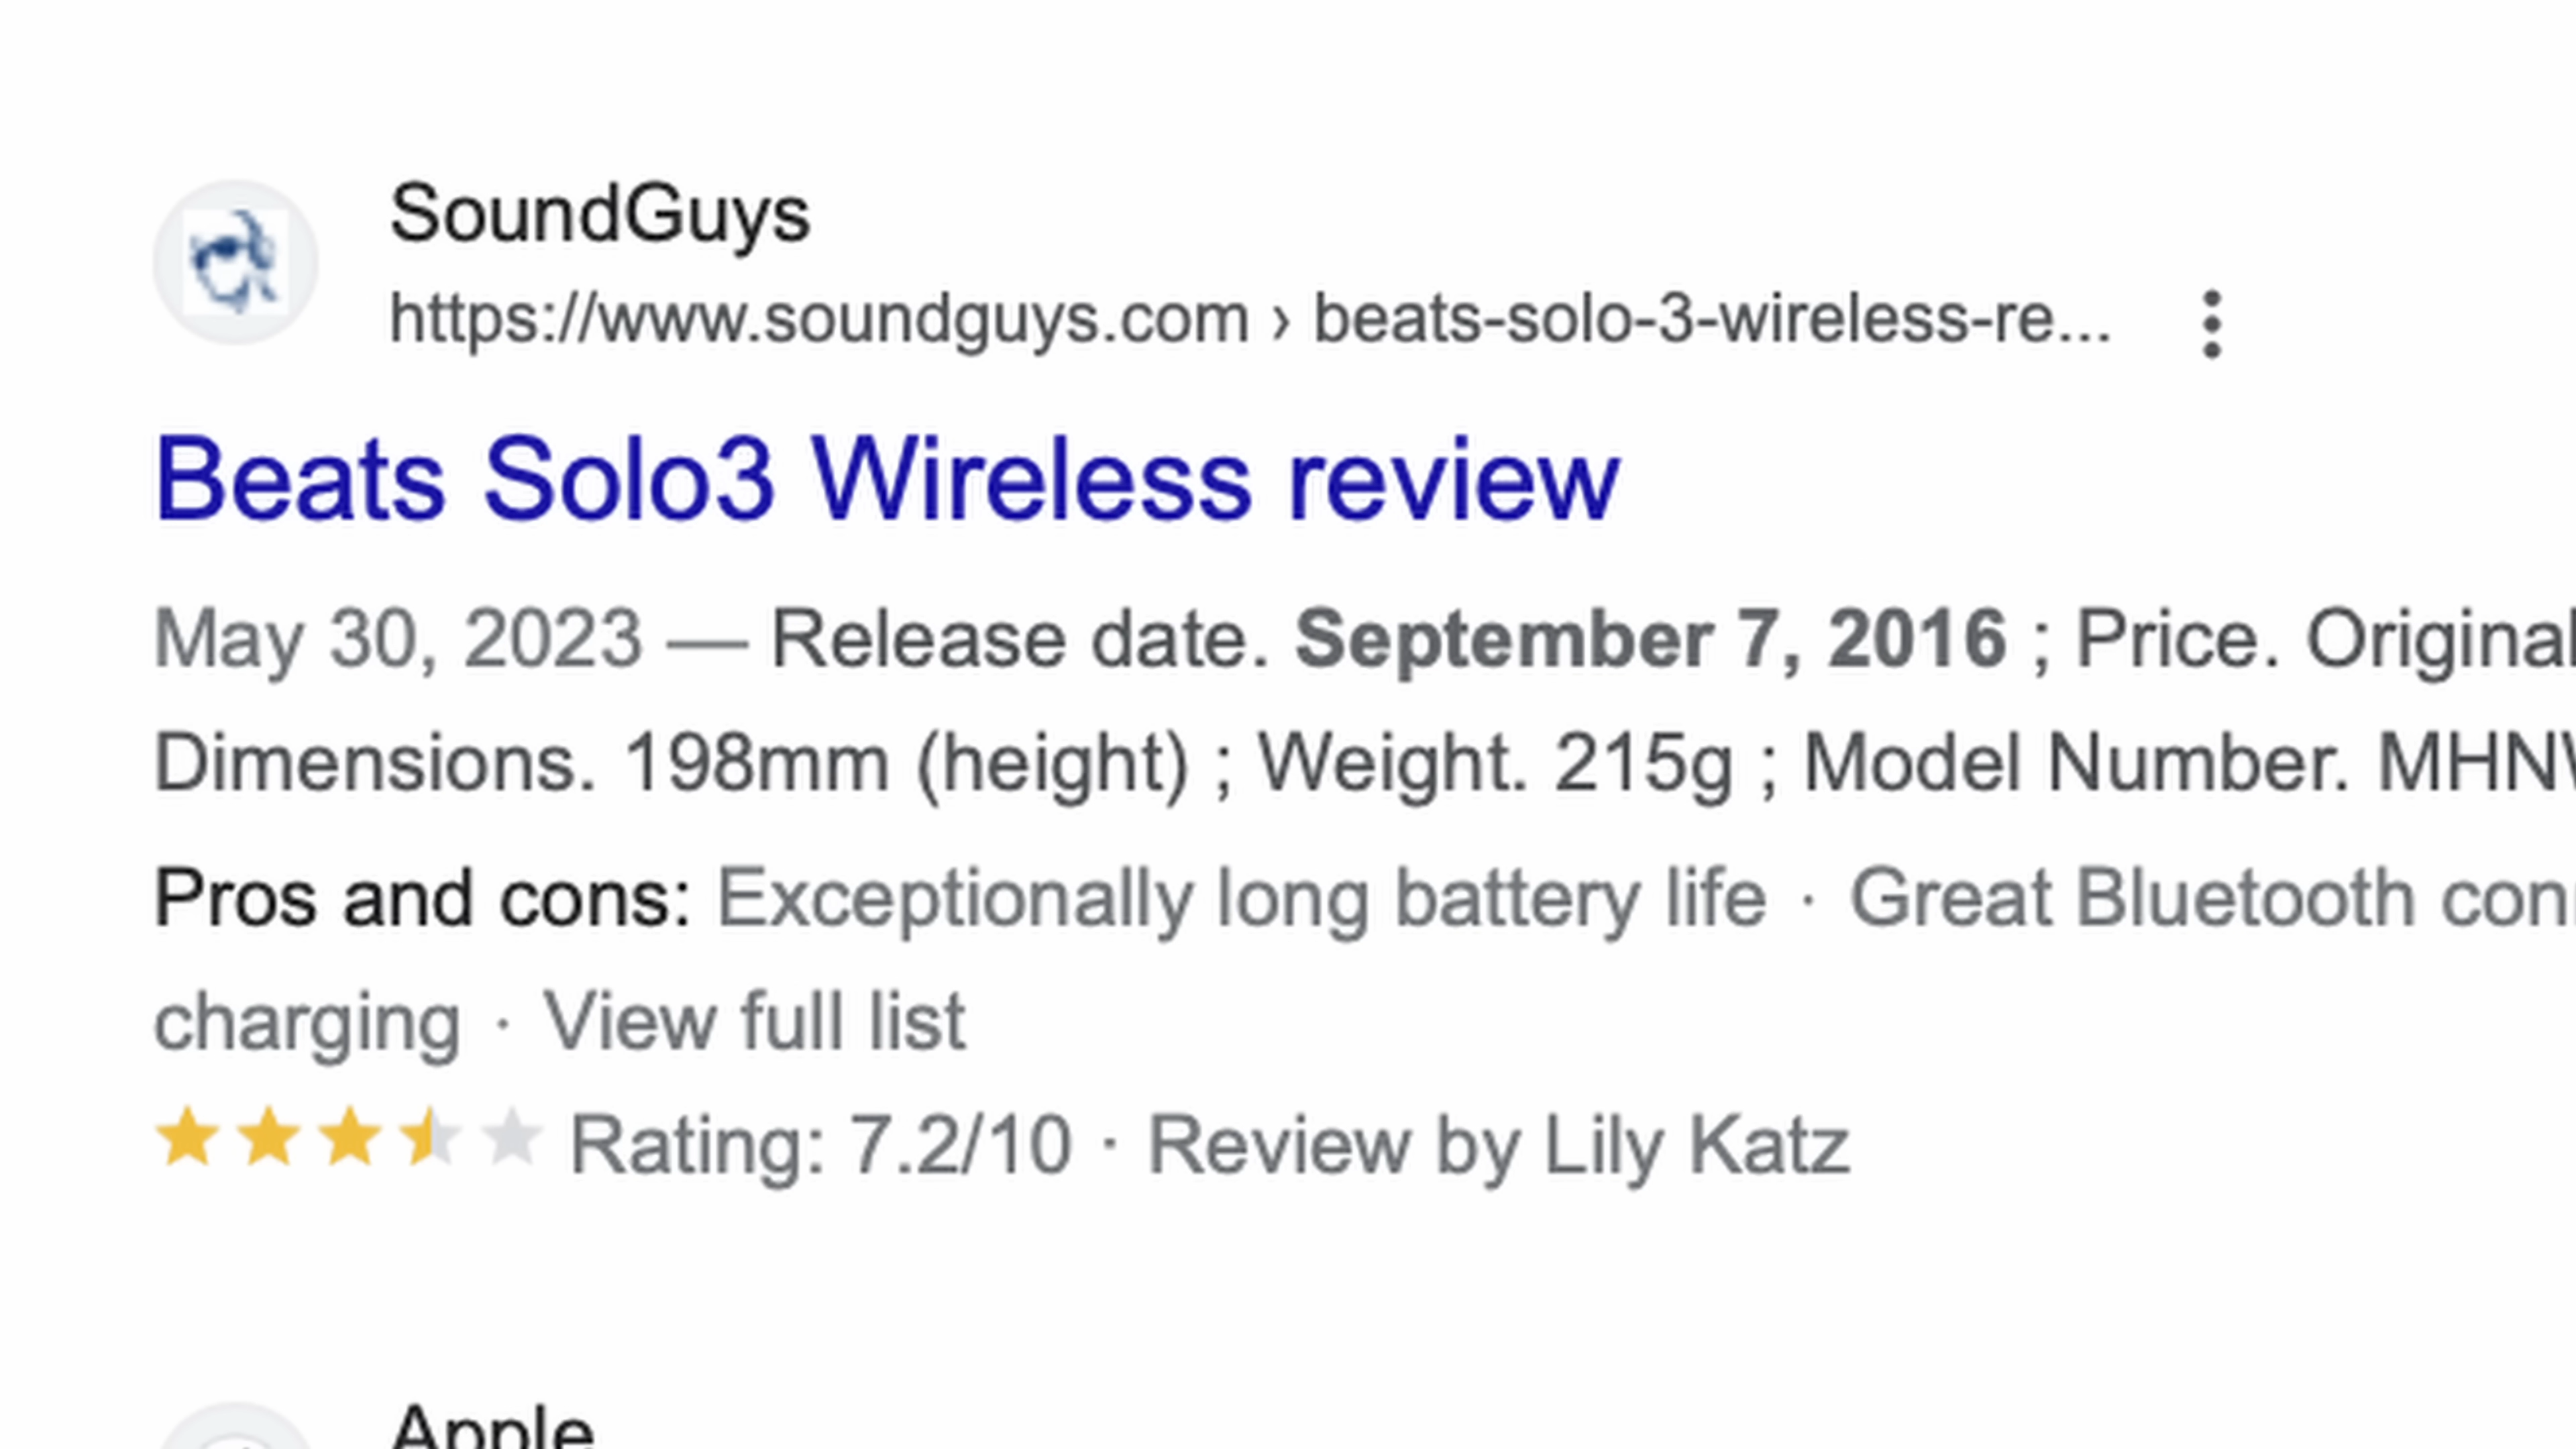 SoundGuys
https://www.soundguys.com › beats-solo-3-wireless-re...
Beats Solo3 Wireless review
May 30, 2023 — Release date. September 7, 2016 ; Price. Original
Dimensions. 198mm (height) ; Weight. 215g ; Model Number. MHNW
Pros and cons: Exceptionally long battery life · Great Bluetooth con
charging · View full list
Rating: 7.2/10 · Review by Lily Katz
Apple